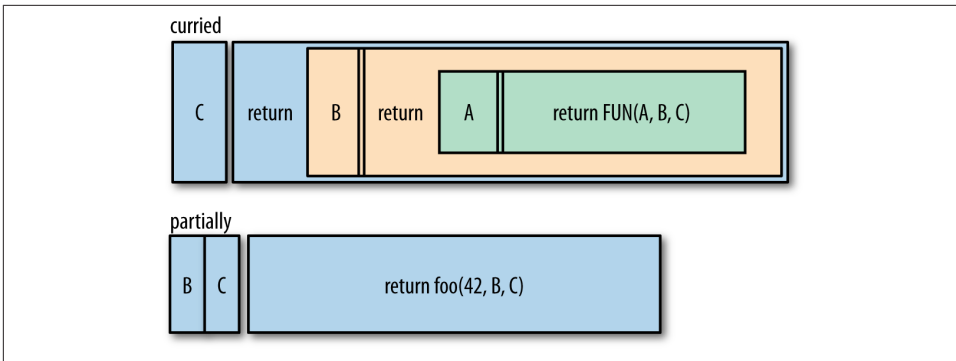 curried
C return B return A return FUN(A, B, C)
partially
B C return foo(42, B, C)